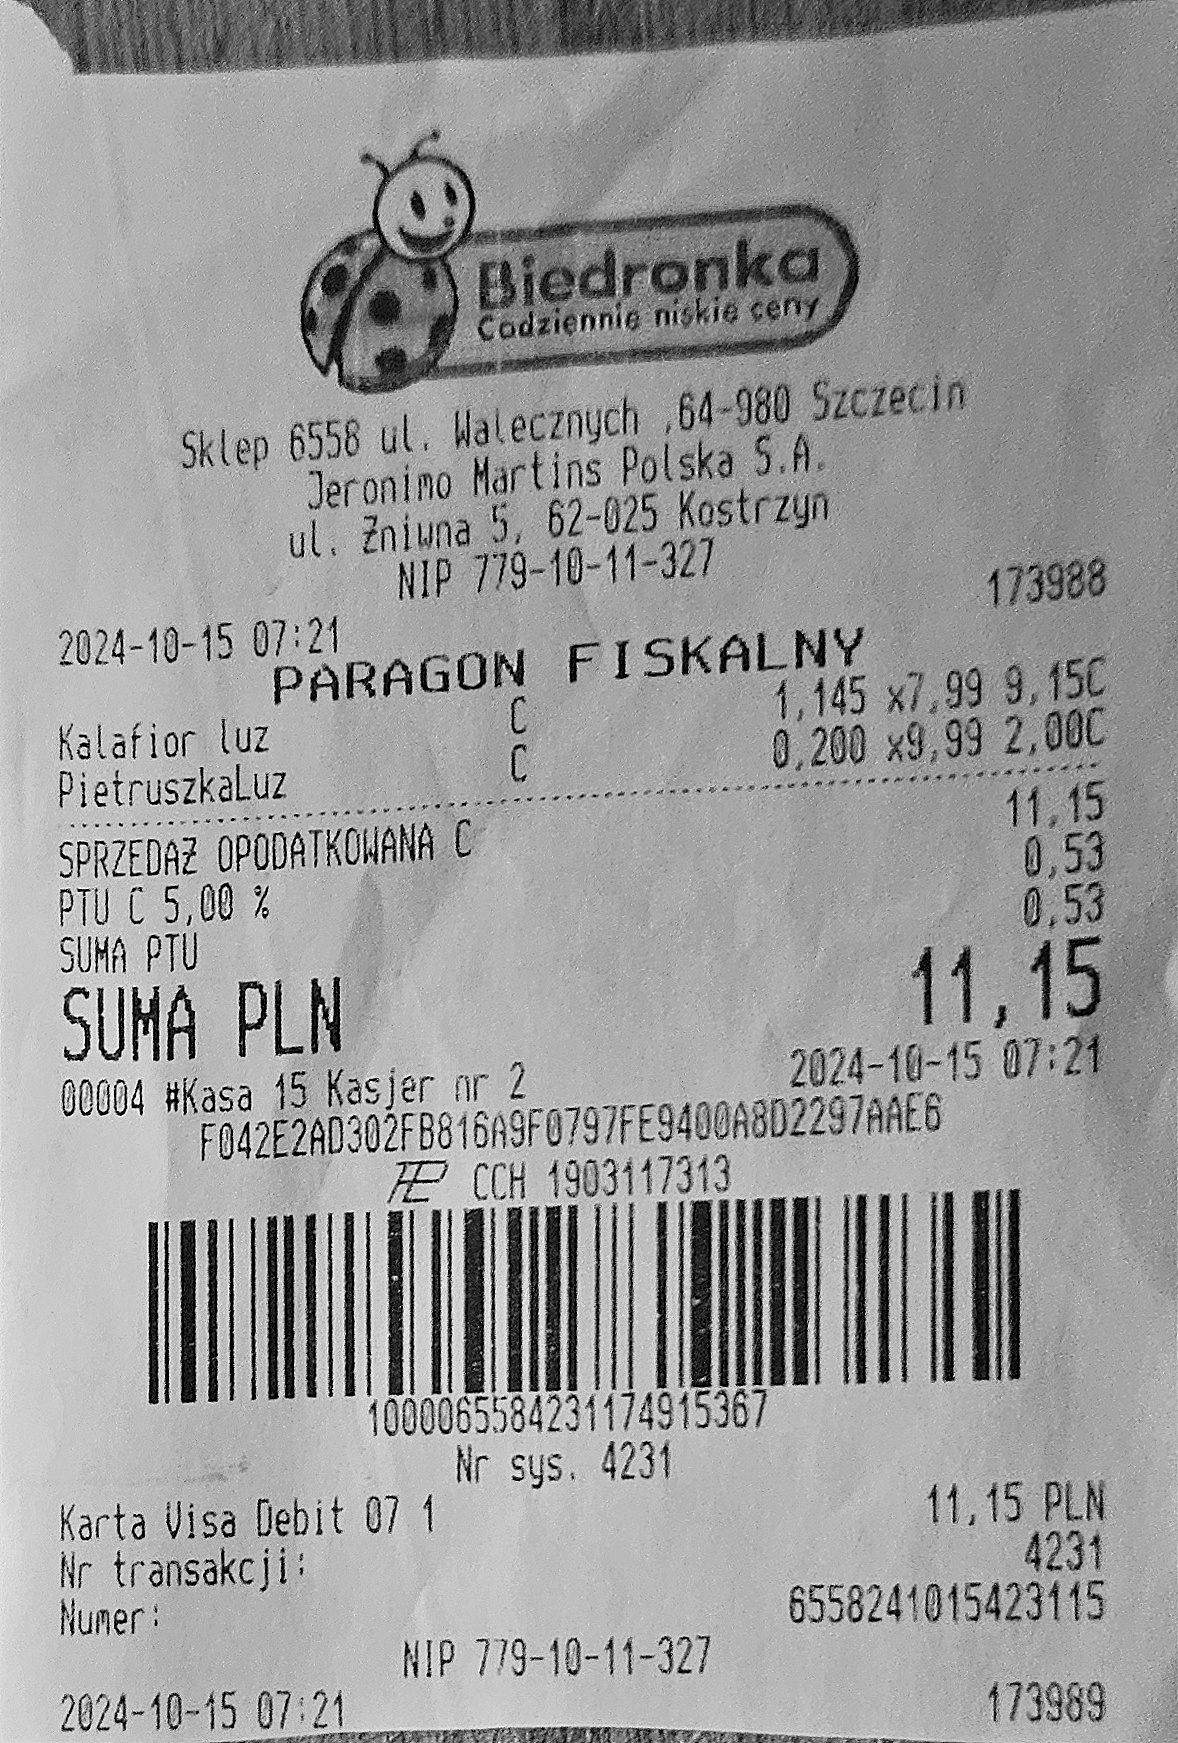 Biedronka
Codziennie niskie ceny
Sklep 6558 ul. Walecznych ,64-980 Szczecin
Jeronimo Martins Polska S.A.
ul. Żniwna 5, 62-025 Kostrzyn
NIP 779-10-11-327
2024-10-15 07:21 173988
PARAGON FISKALNY
Kalafior luz C 1,145 x7,99 9,15C
PietruszkaLuz C 0,200 x9,99 2,00C
SPRZEDAŻ OPODATKOWANA C 11,15
PTU C 5,00 % 0,53
SUMA PTU 0,53
SUMA PLN 11,15
00004 #Kasa 15 Kasjer nr 2 2024-10-15 07:21
F042E2AD302FB816A9F0797FE9400A8D2297AAE6
PL CCH 1903117313
1000065584231174915367
Nr sys. 4231
Karta Visa Debit 07 1 11,15 PLN
Nr transakcji: 4231
Numer: 6558241015423115
NIP 779-10-11-327
2024-10-15 07:21 173989